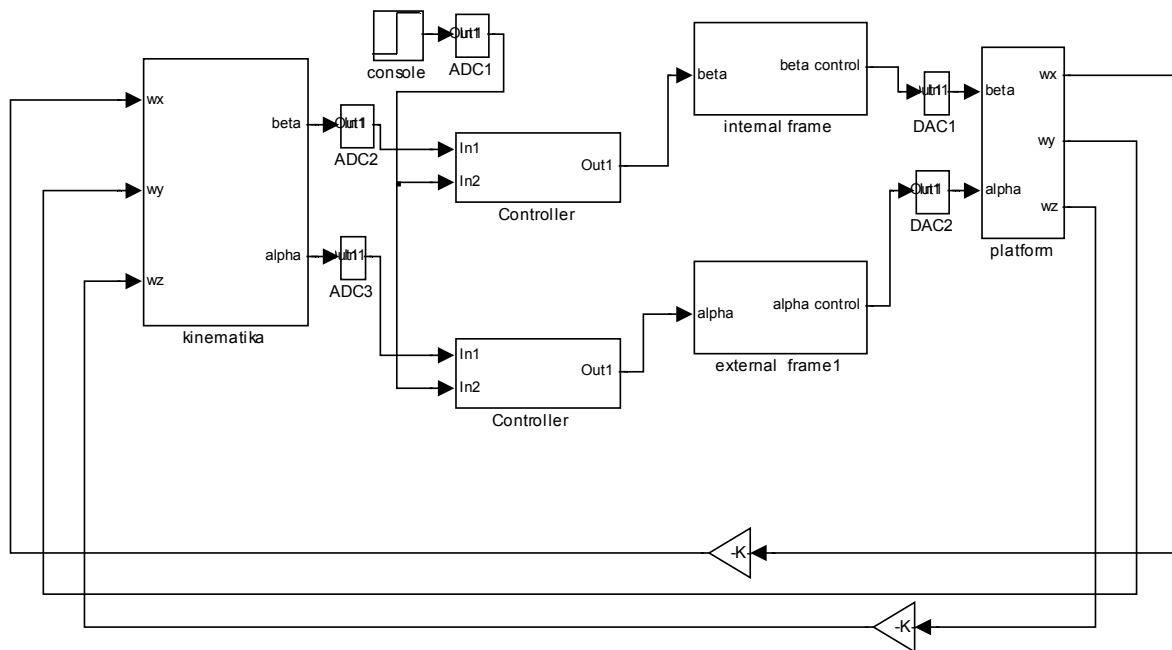 console
ADC1
kinematika
wx
wy
wz
beta
alpha
ADC2
Out1
ADC3
In1
In2
Out1
Controller
In1
In2
Out1
Controller
beta
beta control
internal frame
alpha
alpha control
external frame1
DAC1
Out1
DAC2
beta
alpha
wx
wy
wz
platform
-K-
-K-